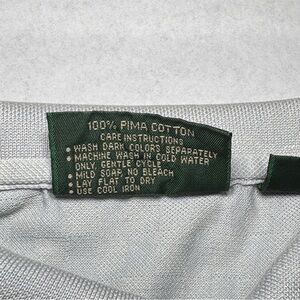 100% PIMA COTTON
CARE INSTRUCTIONS
• WASH DARK COLORS SEPARATELY
• MACHINE WASH IN COLD WATER
ONLY, GENTLE CYCLE
• MILD SOAP, NO BLEACH
• LAY FLAT TO DRY
• USE COOL IRON